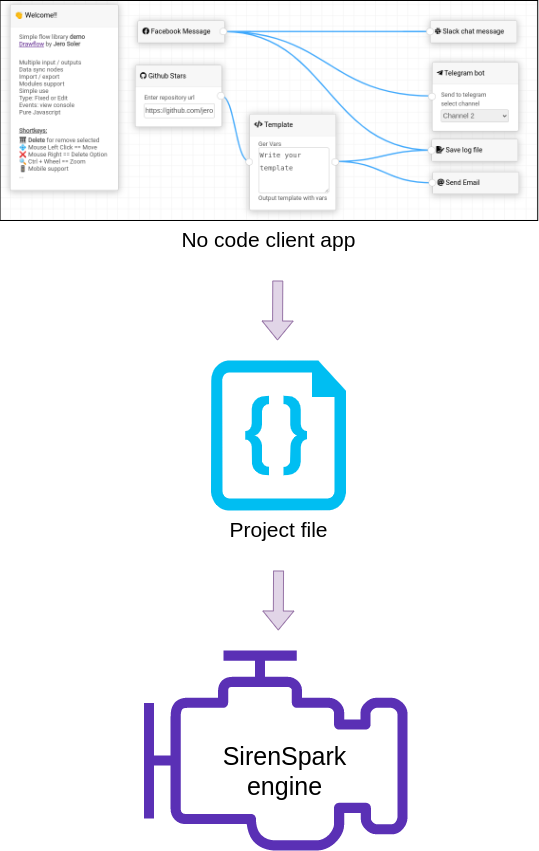 Welcome!!
Simple flow library demo
Drawflow by Jero Soler
Multiple input / outputs
Data sync nodes
Import / export
Modules support
Simple use
Type: Fixed or Edit
Events: view console
Pure Javascript
Shortkeys:
Delete for remove selected
Mouse Left Click == Move
Mouse Right == Delete Option
Ctrl + Wheel == Zoom
Mobile support
...
Facebook Message
Github Stars
Enter repository url
https://github.com/jero
Template
Ger Vars
Write your
template
Output template with vars
Slack chat message
Telegram bot
Send to telegram
select channel
Channel 2
Save log file
Send Email
No code client app
{ }
Project file
SirenSpark
engine